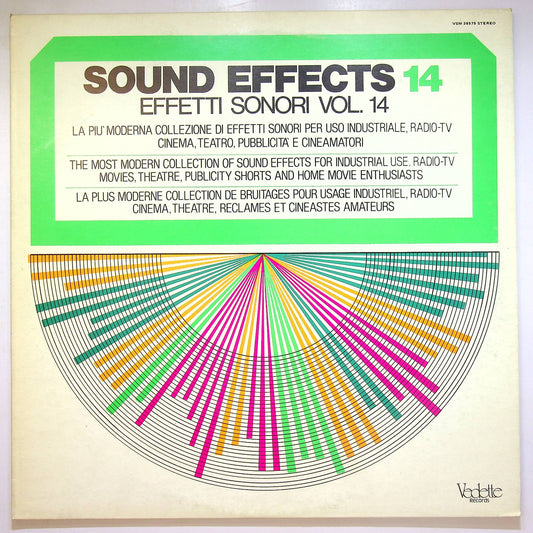 VSM 38575 STEREO
SOUND EFFECTS 14
EFFETTI SONORI VOL. 14
LA PIU' MODERNA COLLEZIONE DI EFFETTI SONORI PER USO INDUSTRIALE, RADIO-TV
CINEMA, TEATRO, PUBBLICITA' E CINEAMATORI
THE MOST MODERN COLLECTION OF SOUND EFFECTS FOR INDUSTRIAL USE, RADIO-TV
MOVIES, THEATRE, PUBLICITY SHORTS AND HOME MOVIE ENTHUSIASTS
LA PLUS MODERNE COLLECTION DE BRUITAGES POUR USAGE INDUSTRIEL, RADIO-TV
CINEMA, THEATRE, RECLAMES ET CINEASTES AMATEURS
Vedette
Records